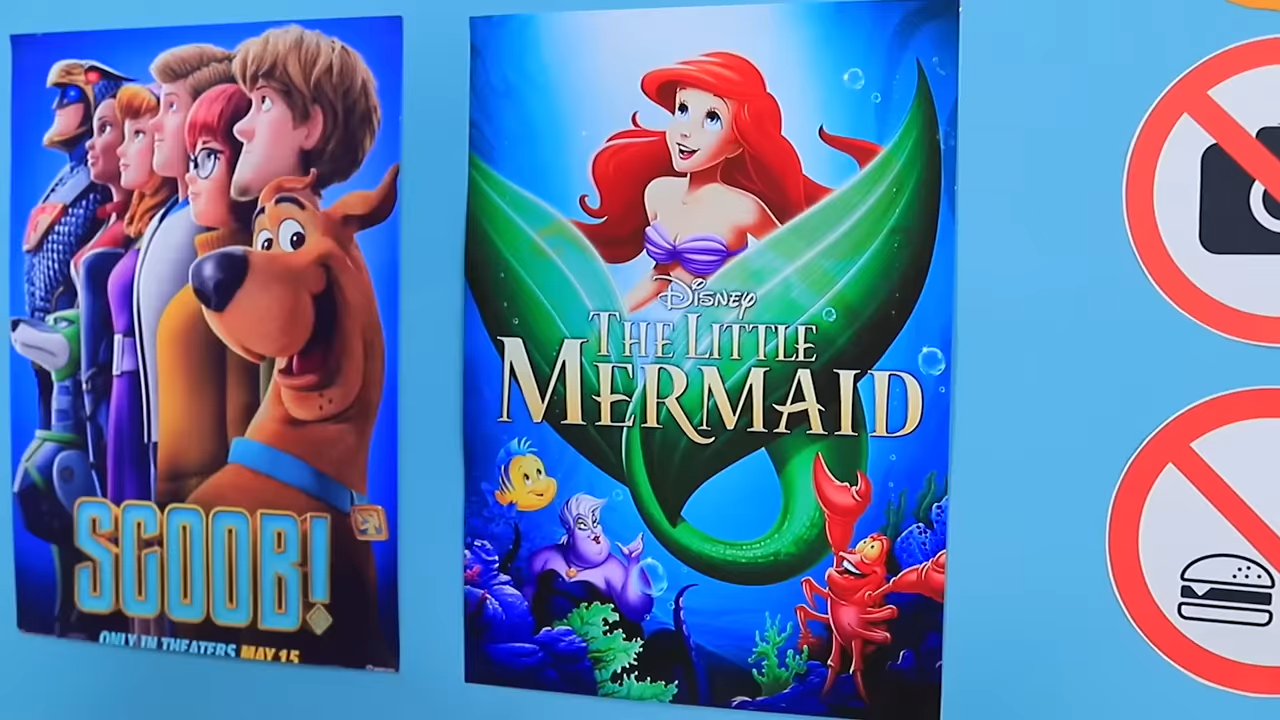 SCOOB!
ONLY IN THEATERS MAY 15
DISNEY
THE LITTLE
MERMAID